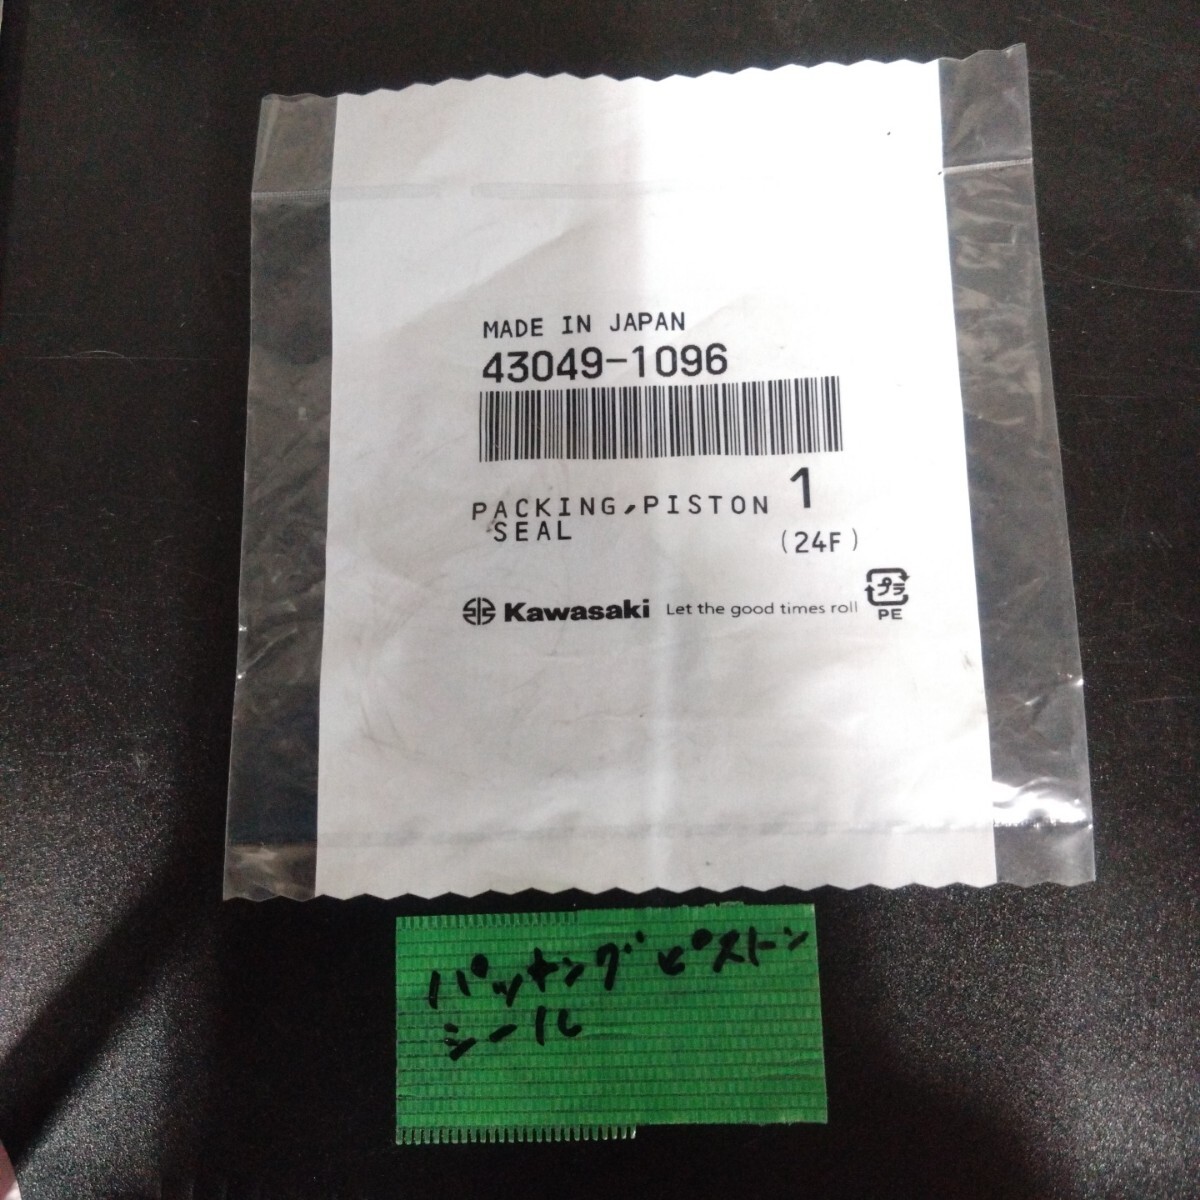 MADE IN JAPAN
43049-1096
PACKING,PISTON 1
SEAL
(24F)
Kawasaki Let the good times roll
プラ
PE
パッキングピストン
シール